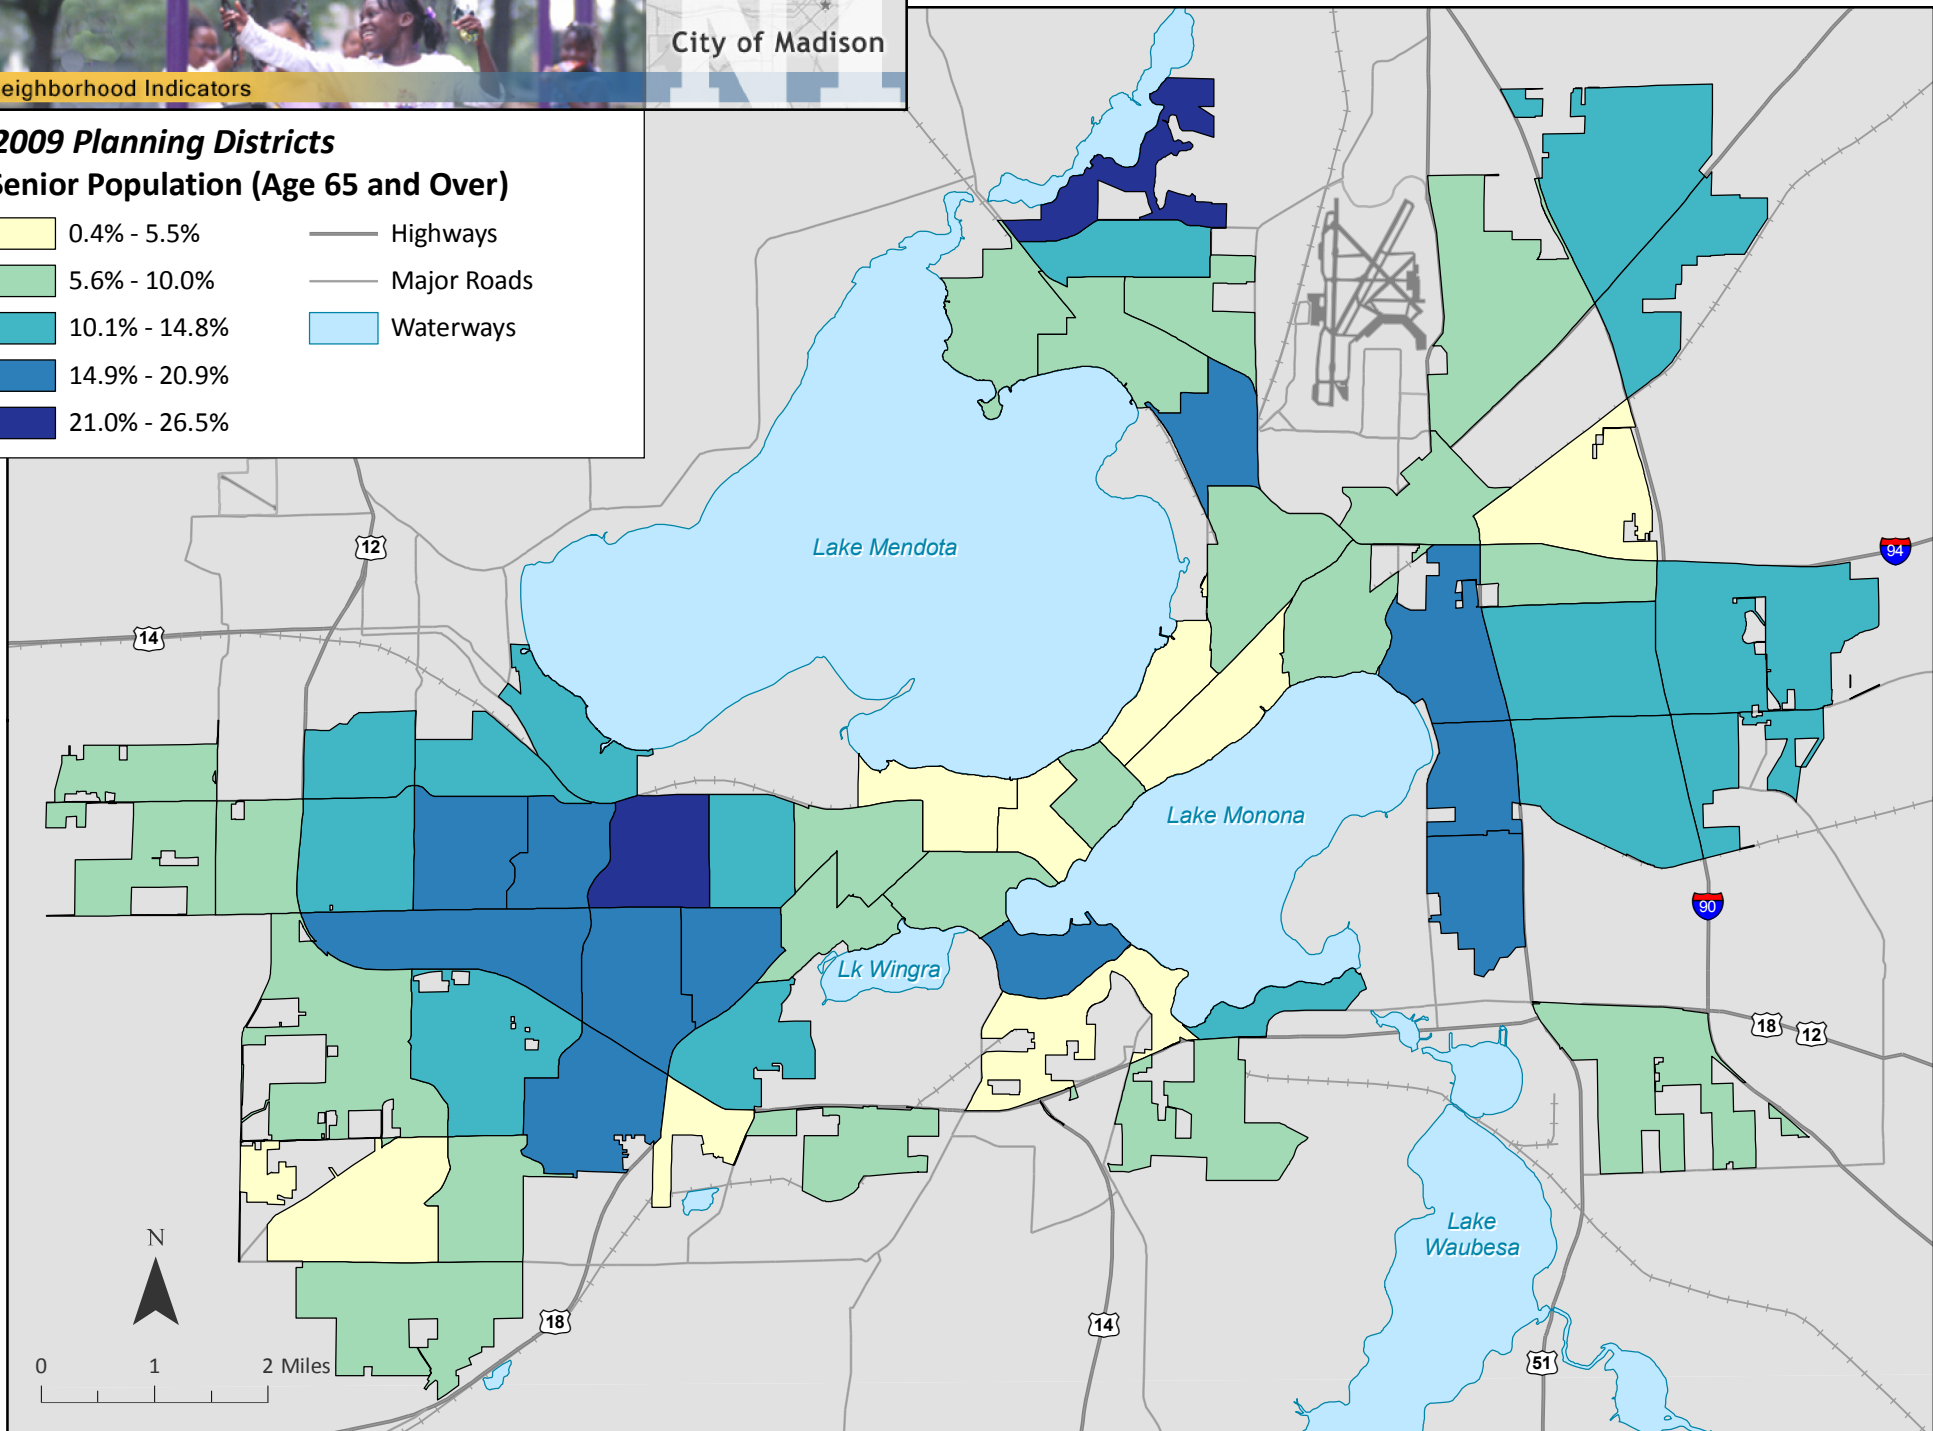 City of Madison
eighborhood Indicators
2009 Planning Districts
Senior Population (Age 65 and Over)
0.4% - 5.5%
Highways
5.6% - 10.0%
Major Roads
10.1% - 14.8%
Waterways
14.9% - 20.9%
21.0% - 26.5%
12
Lake Mendota
94
14
Lake Monona
90
Lk Wingra
18
12
Lake
Waubesa
N
18
14
51
0
1
2 Miles